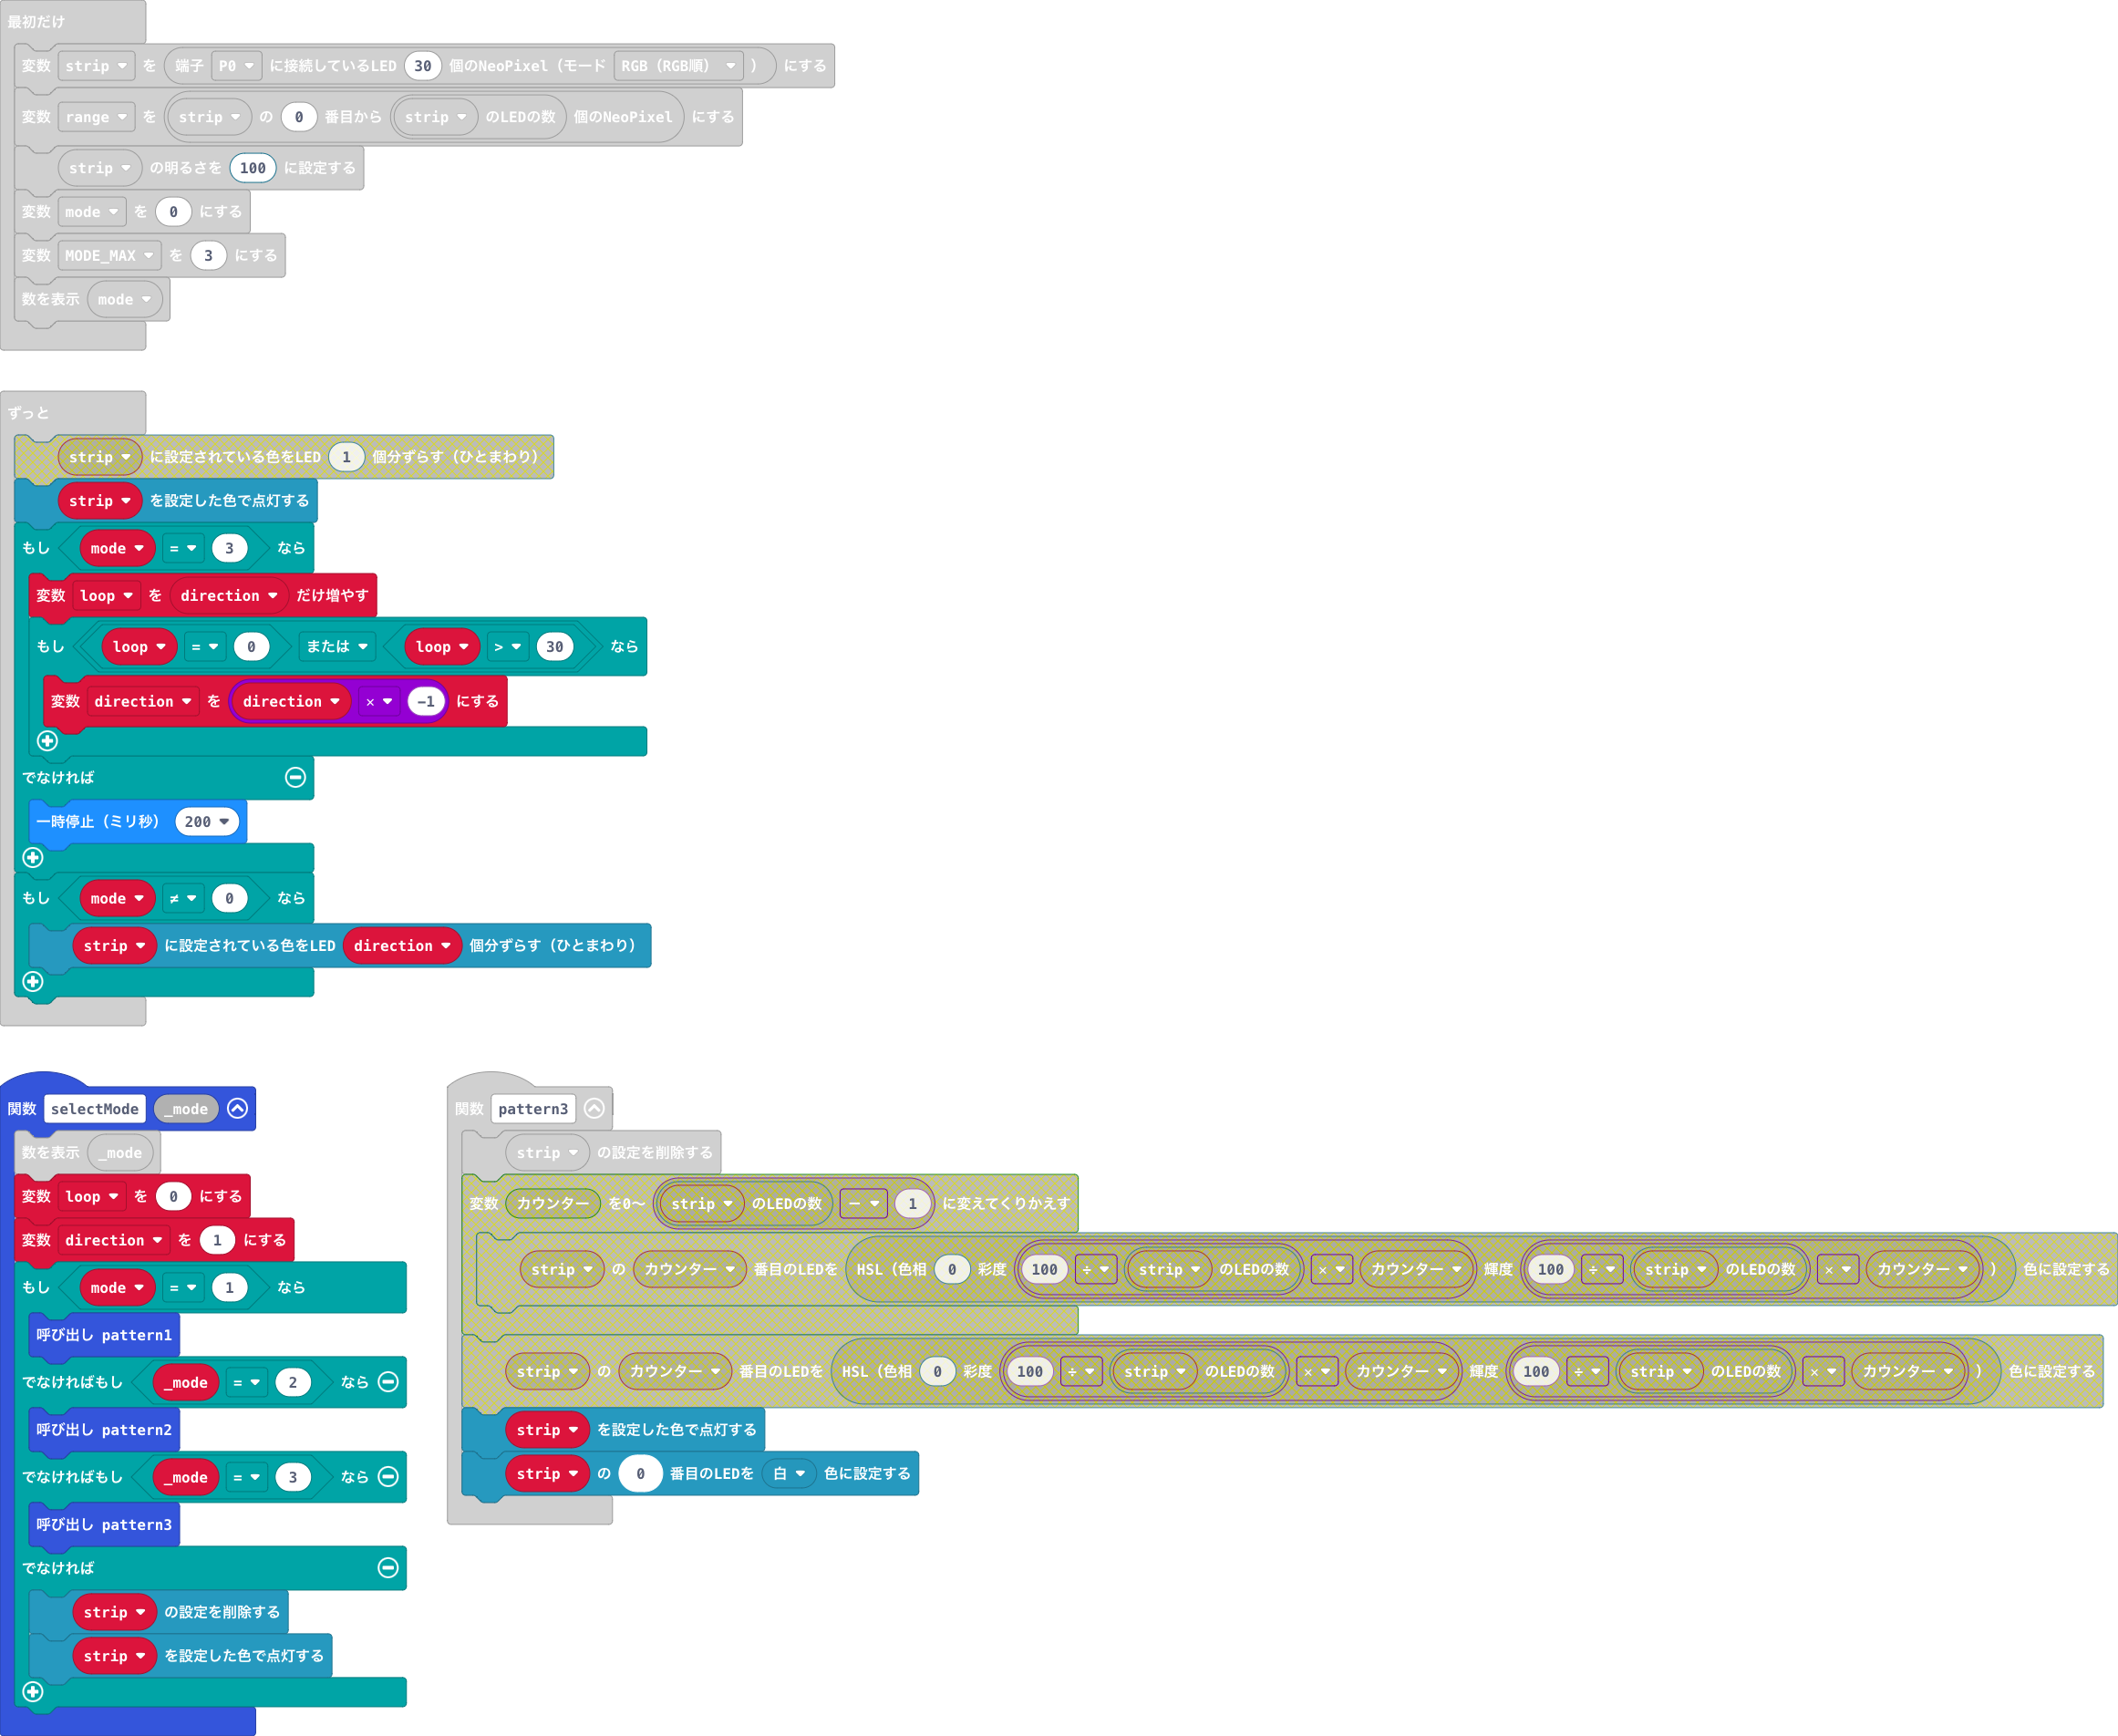 最初だけ
変数 strip を 端子 P0 に接続しているLED 30 個のNeoPixel（モード RGB（RGB順） ） にする
変数 range を strip の 0 番目から strip のLEDの数 個のNeoPixel にする
strip の明るさを 100 に設定する
変数 mode を 0 にする
変数 MODE_MAX を 3 にする
数を表示 mode
ずっと
strip に設定されている色をLED 1 個分ずらす（ひとまわり）
strip を設定した色で点灯する
もし mode = 3 なら
変数 loop を direction だけ増やす
もし loop = 0 または loop > 30 なら
変数 direction を direction × -1 にする
でなければ
一時停止（ミリ秒） 200
もし mode ≠ 0 なら
strip に設定されている色をLED direction 個分ずらす（ひとまわり）
関数 selectMode _mode
数を表示 _mode
変数 loop を 0 にする
変数 direction を 1 にする
もし mode = 1 なら
呼び出し pattern1
でなければもし _mode = 2 なら
呼び出し pattern2
でなければもし _mode = 3 なら
呼び出し pattern3
でなければ
strip の設定を削除する
strip を設定した色で点灯する
関数 pattern3
strip の設定を削除する
変数 カウンター を0～ strip のLEDの数 - 1 に変えてくりかえす
strip の カウンター 番目のLEDを HSL（色相 0 彩度 100 ÷ strip のLEDの数 × カウンター 輝度 100 ÷ strip のLEDの数 × カウンター ） 色に設定する
strip の カウンター 番目のLEDを HSL（色相 0 彩度 100 ÷ strip のLEDの数 × カウンター 輝度 100 ÷ strip のLEDの数 × カウンター ） 色に設定する
strip を設定した色で点灯する
strip の 0 番目のLEDを 白 色に設定する